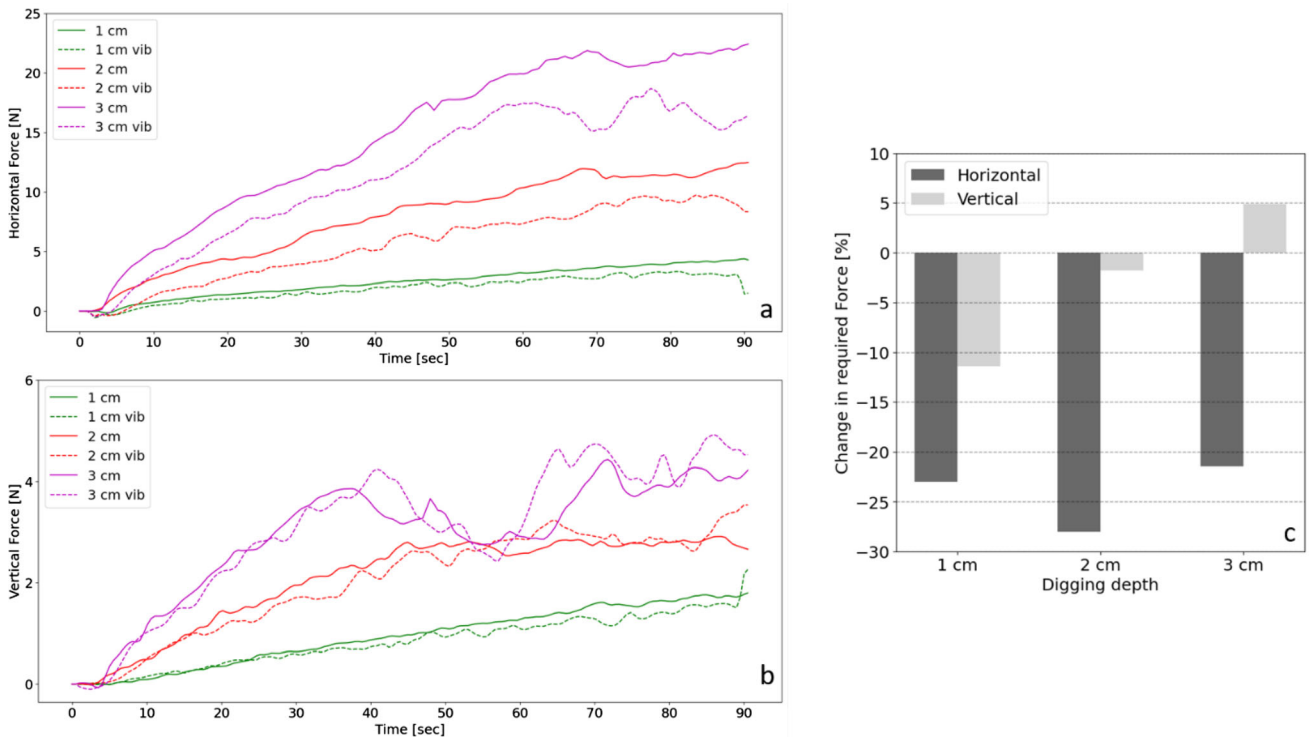 25
20
15
10
5
0
Horizontal Force [N]
1 cm
1 cm vib
2 cm
2 cm vib
3 cm
3 cm vib
a
0 10 20 30 40 50 60 70 80 90
Time [sec]
6
4
2
0
Vertical Force [N]
1 cm
1 cm vib
2 cm
2 cm vib
3 cm
3 cm vib
b
0 10 20 30 40 50 60 70 80 90
Time [sec]
10
5
0
−5
−10
−15
−20
−25
−30
Change in required Force [%]
Horizontal
Vertical
c
1 cm 2 cm 3 cm
Digging depth